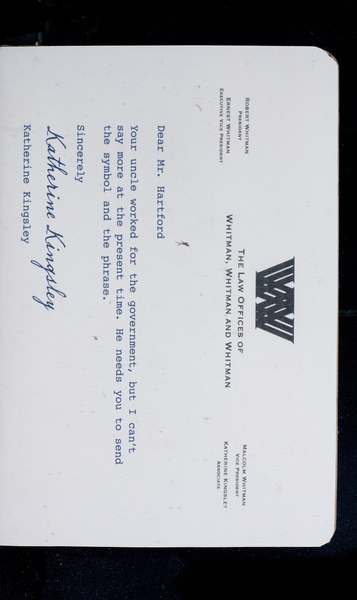 ROBERT WHITMAN
PRESIDENT
ERNEST WHITMAN
EXECUTIVE VICE PRESIDENT
THE LAW OFFICES OF
WHITMAN, WHITMAN AND WHITMAN
MALCOLM WHITMAN
VICE PRESIDENT
KATHERINE KINGSLEY
ASSOCIATE
Dear Mr. Hartford
Your uncle worked for the government, but I can't
say more at the present time. He needs you to send
the symbol and the phrase.
Sincerely
Katherine Kingsley
Katherine Kingsley